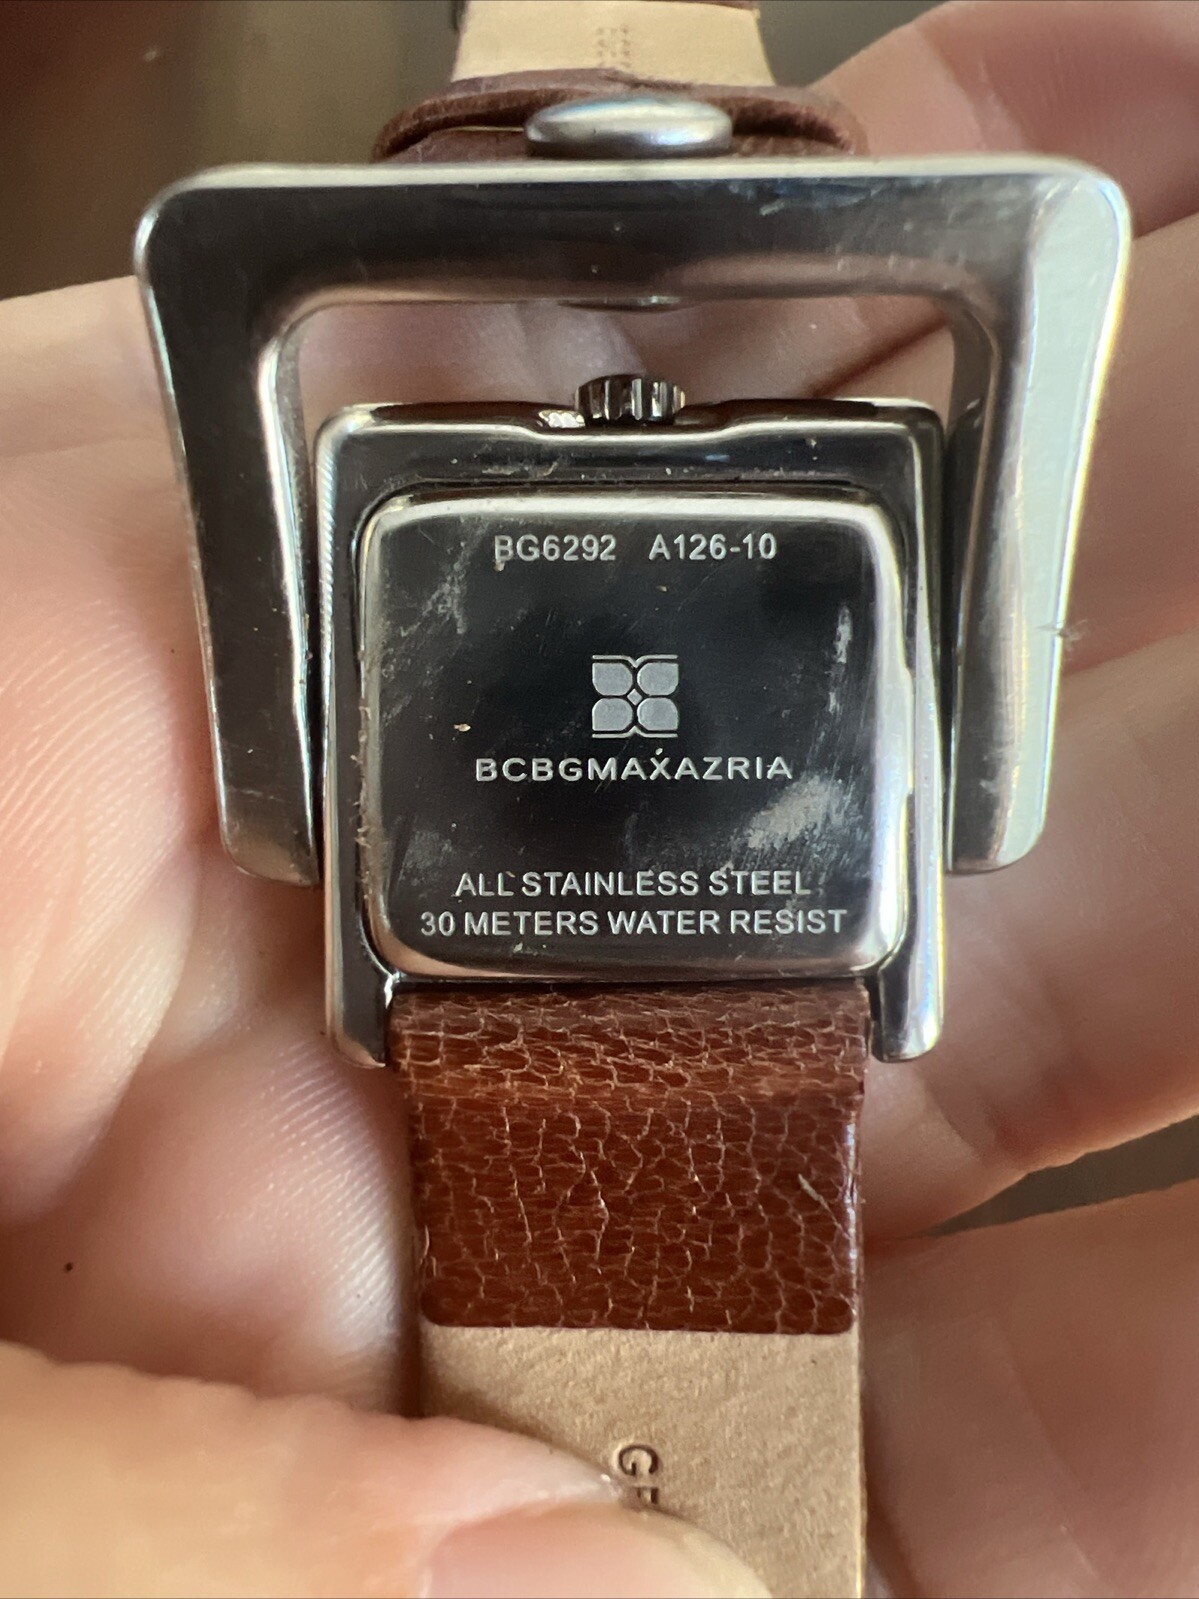 BG6292 A126-10
BCBGMAXAZRIA
ALL STAINLESS STEEL
30 METERS WATER RESIST